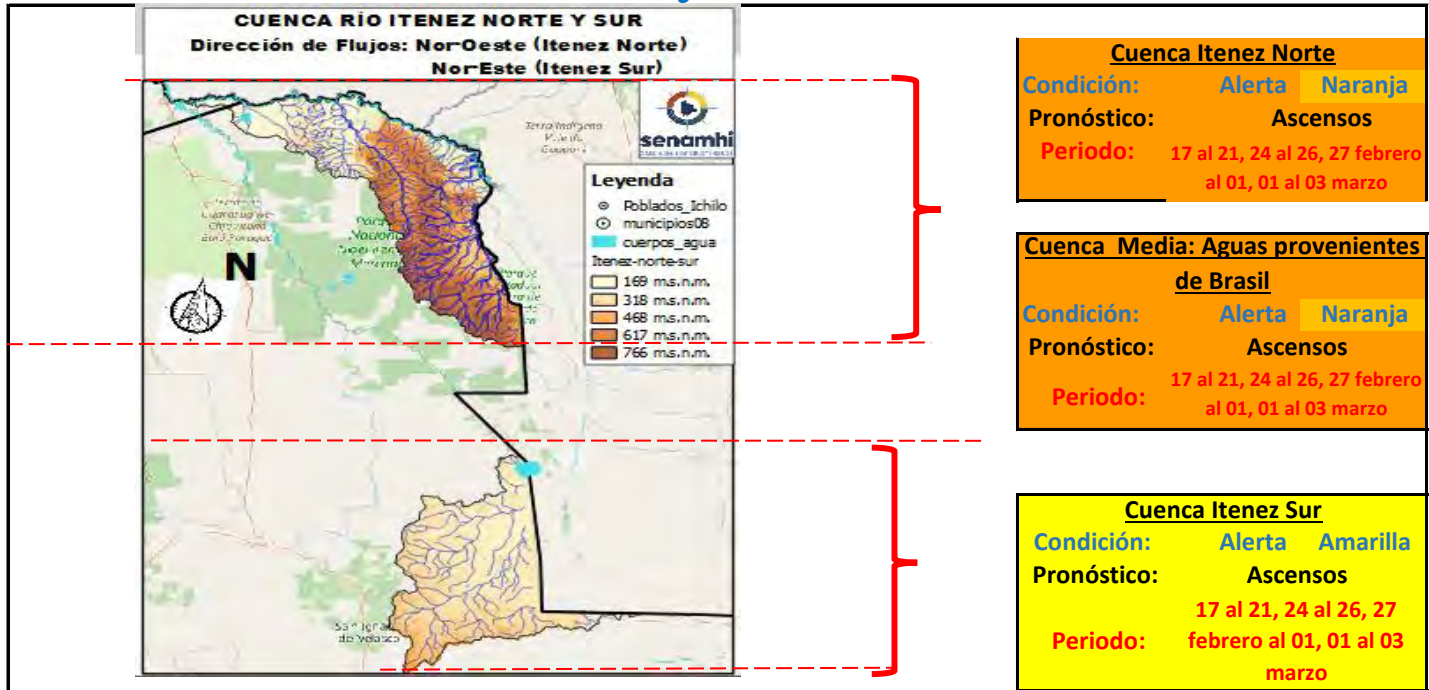 CUENCA RÍO ITENEZ NORTE Y SUR
Dirección de Flujos: Nor-Oeste (Itenez Norte)
Nor-Este (Itenez Sur)
senamhi
Leyenda
Poblados_Ichilo
municipios08
cuerpos_agua
Itenez-norte-sur
169 m.s.n.m.
318 m.s.n.m.
468 m.s.n.m.
617 m.s.n.m.
766 m.s.n.m.
N
de Velasco
Cuenca Itenez Norte
Condición: Alerta Naranja
Pronóstico: Ascensos
Periodo: 17 al 21, 24 al 26, 27 febrero
al 01, 01 al 03 marzo
Cuenca Media: Aguas provenientes
de Brasil
Condición: Alerta Naranja
Pronóstico: Ascensos
Periodo: 17 al 21, 24 al 26, 27 febrero
al 01, 01 al 03 marzo
Cuenca Itenez Sur
Condición: Alerta Amarilla
Pronóstico: Ascensos
Periodo: 17 al 21, 24 al 26, 27
febrero al 01, 01 al 03
marzo